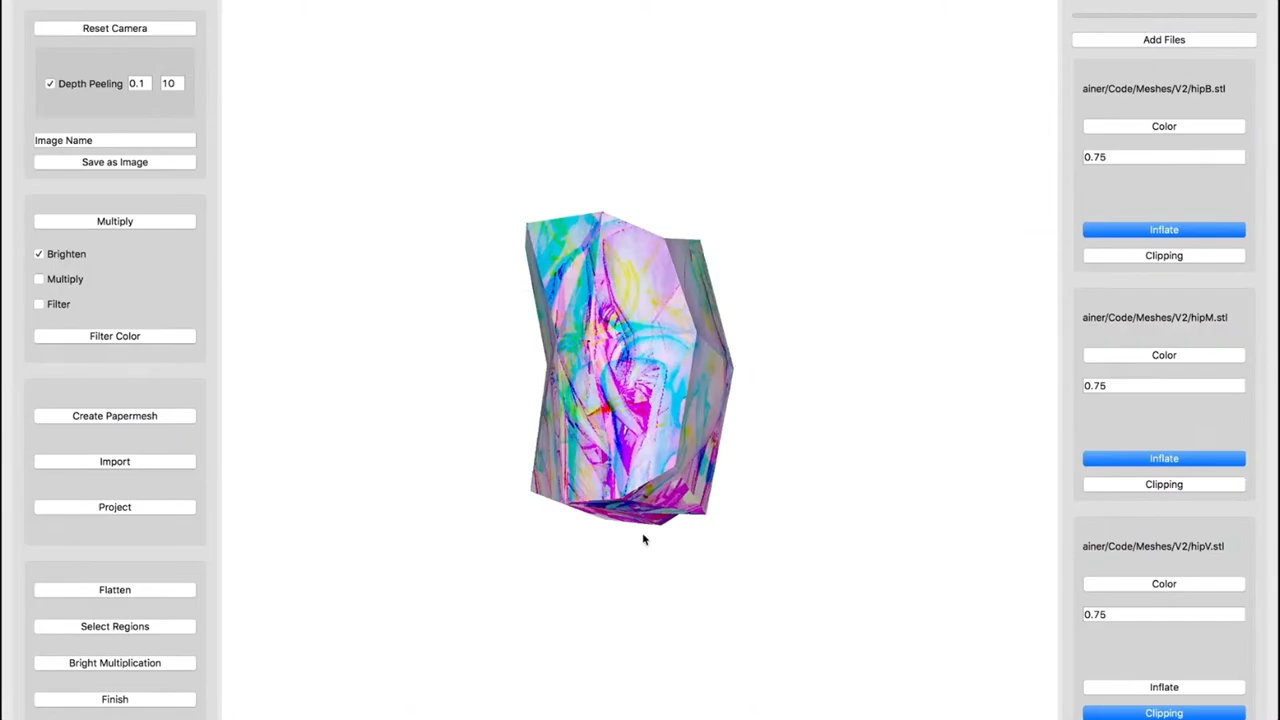 Reset Camera
Depth Peeling 0.1 10
Image Name
Save as Image
Multiply
Brighten
Multiply
Filter
Filter Color
Create Papermesh
Import
Project
Flatten
Select Regions
Bright Multiplication
Finish
Add Files
ainer/Code/Meshes/V2/hipB.stl
Color
0.75
Inflate
Clipping
ainer/Code/Meshes/V2/hipM.stl
Color
0.75
Inflate
Clipping
ainer/Code/Meshes/V2/hipV.stl
Color
0.75
Inflate
Clipping